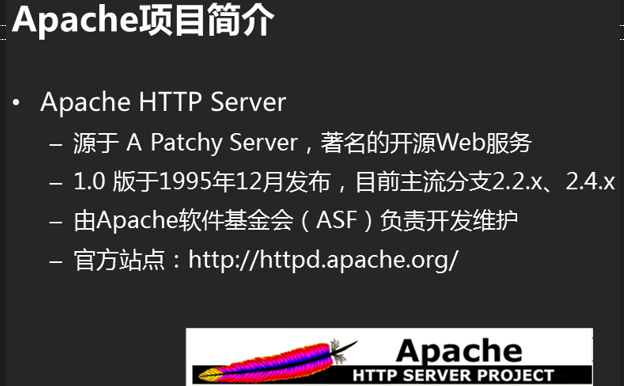 Apache项目简介
• Apache HTTP Server
– 源于 A Patchy Server，著名的开源Web服务
– 1.0 版于1995年12月发布，目前主流分支2.2.x、2.4.x
– 由Apache软件基金会（ASF）负责开发维护
– 官方站点：http://httpd.apache.org/
Apache
HTTP SERVER PROJECT